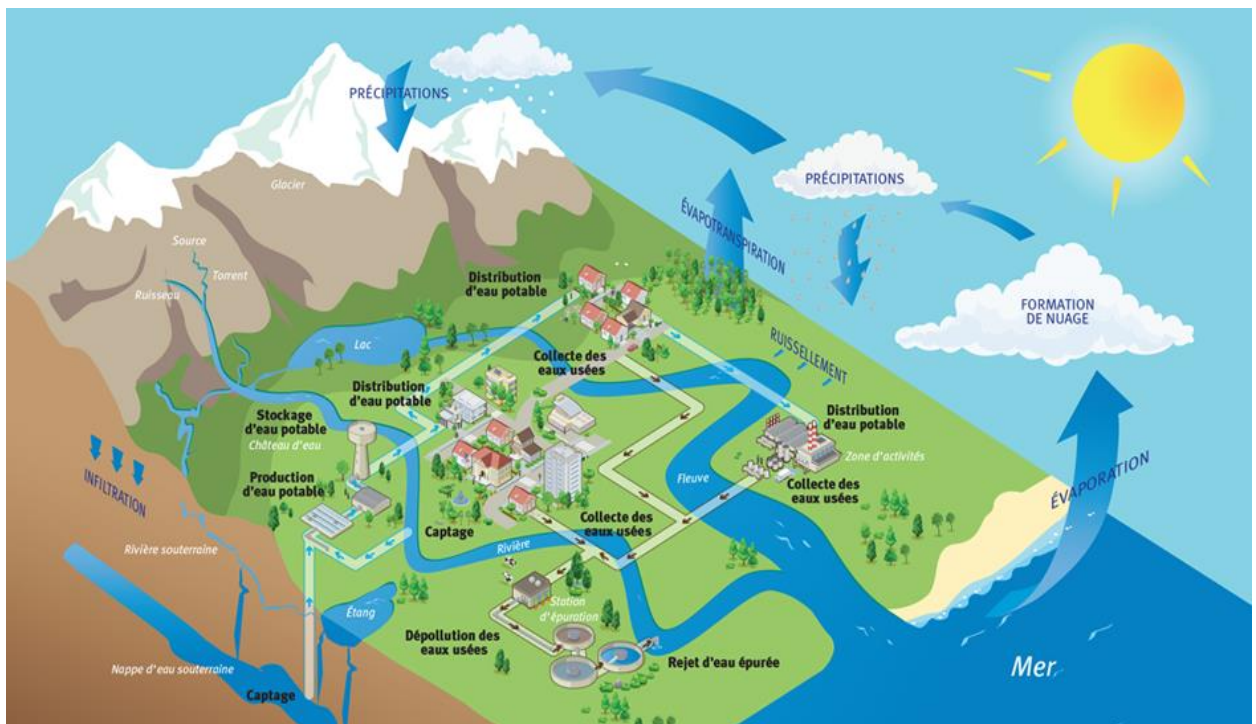 PRÉCIPITATIONS
Glacier
Source
Torrent
Ruisseau
PRÉCIPITATIONS
ÉVAPOTRANSPIRATION
FORMATION
DE NUAGE
Distribution
d'eau potable
RUISSELLEMENT
Lac
Collecte des
eaux usées
Distribution
d'eau potable
Stockage
d'eau potable
Château d'eau
Distribution
d'eau potable
Zone d'activités
ÉVAPORATION
INFILTRATION
Production
d'eau potable
Fleuve
Collecte des
eaux usées
Captage
Collecte des
eaux usées
Rivière souterraine
Rivière
Étang
Station
d'épuration
Dépollution des
eaux usées
Rejet d'eau épurée
Nappe d'eau souterraine
Captage
Mer